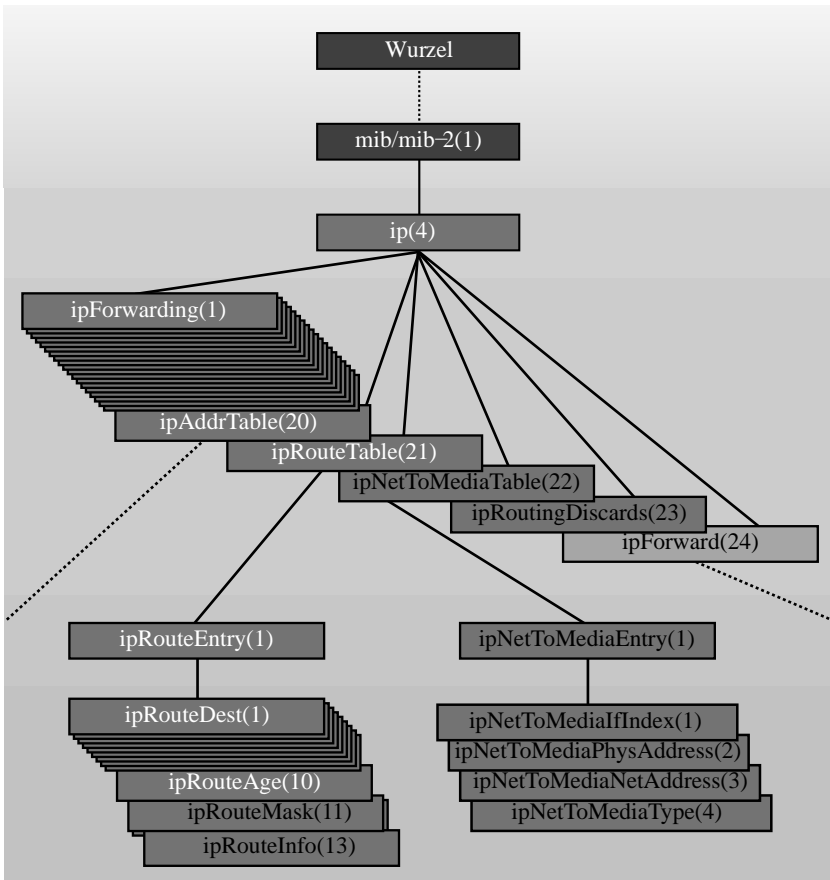 Wurzel
mib/mib-2(1)
ip(4)
ipForwarding(1)
ipAddrTable(20)
ipRouteTable(21)
ipNetToMediaTable(22)
ipRoutingDiscards(23)
ipForward(24)
ipRouteEntry(1)
ipNetToMediaEntry(1)
ipRouteDest(1)
ipRouteAge(10)
ipRouteMask(11)
ipRouteInfo(13)
ipNetToMediaIfIndex(1)
ipNetToMediaPhysAddress(2)
ipNetToMediaNetAddress(3)
ipNetToMediaType(4)